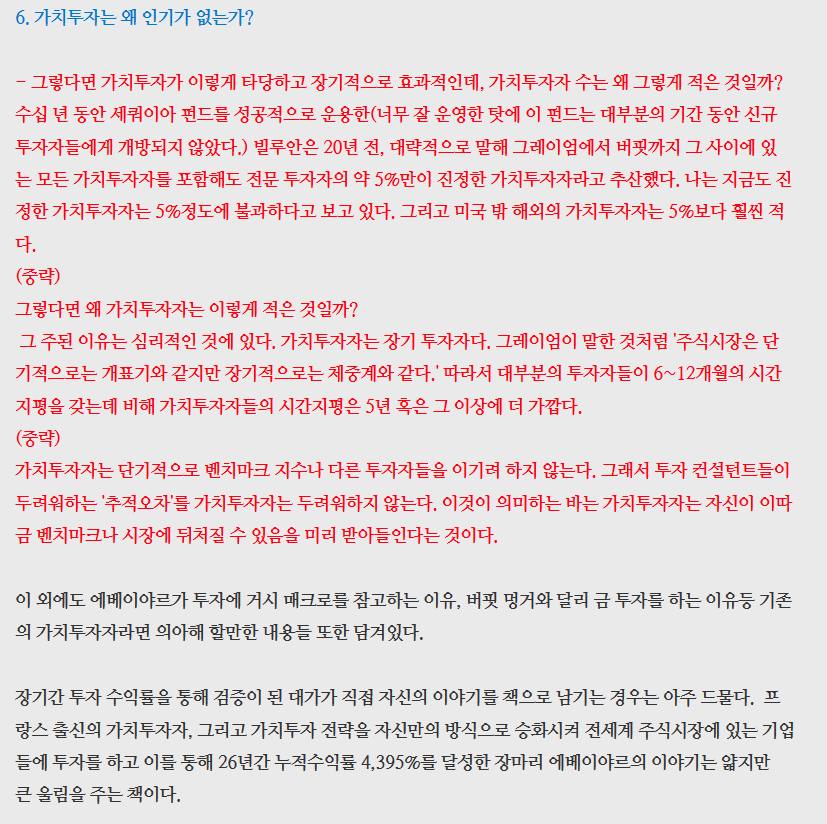 6. 가치투자는 왜 인기가 없는가?
- 그렇다면 가치투자가 이렇게 타당하고 장기적으로 효과적인데, 가치투자자 수는 왜 그렇게 적은 것일까?
수십 년 동안 세쿼이아 펀드를 성공적으로 운용한(너무 잘 운영한 탓에 이 펀드는 대부분의 기간 동안 신규
투자자들에게 개방되지 않았다.) 빌루안은 20년 전, 대략적으로 말해 그레이엄에서 버핏까지 그 사이에 있
는 모든 가치투자자를 포함해도 전문 투자자의 약 5%만이 진정한 가치투자자라고 추산했다. 나는 지금도 진
정한 가치투자자는 5%정도에 불과하다고 보고 있다. 그리고 미국 밖 해외의 가치투자자는 5%보다 훨씬 적
다.
(중략)
그렇다면 왜 가치투자자는 이렇게 적은 것일까?
그 주된 이유는 심리적인 것에 있다. 가치투자자는 장기 투자자다. 그레이엄이 말한 것처럼 '주식시장은 단
기적으로는 개표기와 같지만 장기적으로는 체중계와 같다.' 따라서 대부분의 투자자들이 6~12개월의 시간
지평을 갖는데 비해 가치투자자들의 시간지평은 5년 혹은 그 이상에 더 가깝다.
(중략)
가치투자자는 단기적으로 벤치마크 지수나 다른 투자자들을 이기려 하지 않는다. 그래서 투자 컨설턴트들이
두려워하는 '추적오차'를 가치투자자는 두려워하지 않는다. 이것이 의미하는 바는 가치투자자는 자신이 이따
금 벤치마크나 시장에 뒤처질 수 있음을 미리 받아들인다는 것이다.
이 외에도 에베이야르가 투자에 거시 매크로를 참고하는 이유, 버핏 멍거와 달리 금 투자를 하는 이유등 기존
의 가치투자자라면 의아해 할만한 내용들 또한 담겨있다.
장기간 투자 수익률을 통해 검증이 된 대가가 직접 자신의 이야기를 책으로 남기는 경우는 아주 드물다. 프
랑스 출신의 가치투자자, 그리고 가치투자 전략을 자신만의 방식으로 승화시켜 전세계 주식시장에 있는 기업
들에 투자를 하고 이를 통해 26년간 누적수익률 4,395%를 달성한 장마리 에베이야르의 이야기는 얇지만
큰 울림을 주는 책이다.